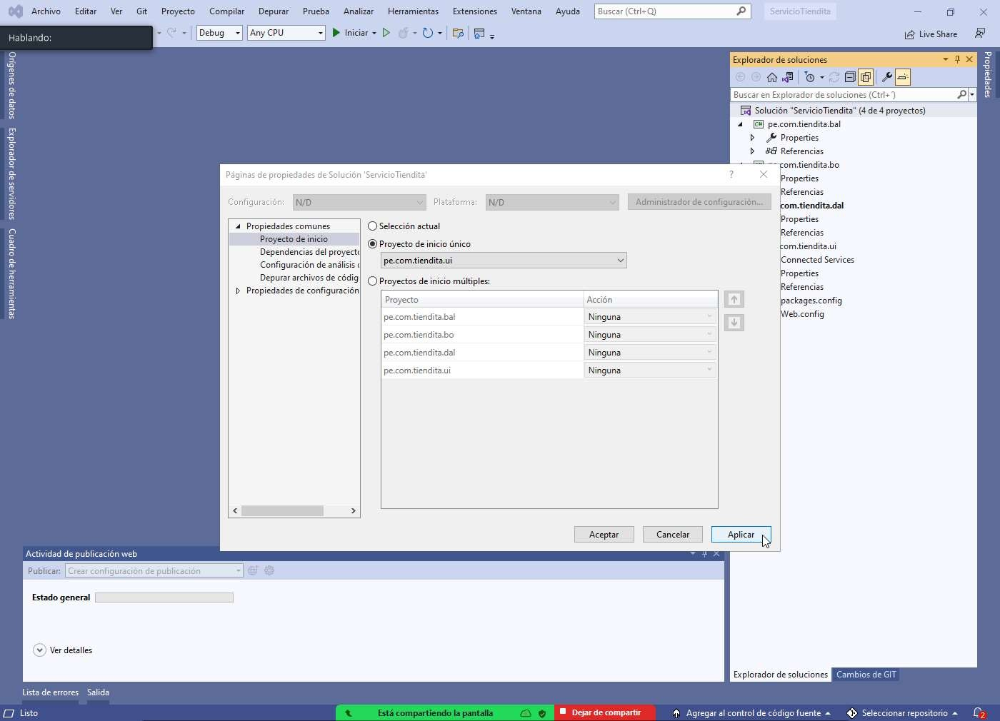 Archivo Editar Ver Git Proyecto Compilar Depurar Prueba Analizar Herramientas Extensiones Ventana Ayuda Buscar (Ctrl+Q) ServicioTiendita
Hablando:
Debug Any CPU Iniciar Live Share
Orígenes de datos
Explorador de servidores
Cuadro de herramientas
Explorador de soluciones
Propiedades
Buscar en Explorador de soluciones (Ctrl+´)
Solución "ServicioTiendita" (4 de 4 proyectos)
C# pe.com.tiendita.bal
Properties
Referencias
.com.tiendita.bo
Properties
Referencias
com.tiendita.dal
Properties
Referencias
com.tiendita.ui
Connected Services
Properties
Referencias
packages.config
Web.config
Páginas de propiedades de Solución 'ServicioTiendita' ?
Configuración: N/D Plataforma: N/D Administrador de configuración...
Propiedades comunes
Proyecto de inicio
Dependencias del proyecto
Configuración de análisis
Depurar archivos de códig
Propiedades de configuración
Selección actual
Proyecto de inicio único
pe.com.tiendita.ui
Proyectos de inicio múltiples:
Proyecto Acción
pe.com.tiendita.bal Ninguna
pe.com.tiendita.bo Ninguna
pe.com.tiendita.dal Ninguna
pe.com.tiendita.ui Ninguna
Aceptar Cancelar Aplicar
Actividad de publicación web
Publicar: Crear configuración de publicación
Estado general
Ver detalles
Explorador de soluciones Cambios de GIT
Lista de errores Salida
Listo Está compartiendo la pantalla Dejar de compartir Agregar al control de código fuente Seleccionar repositorio 2